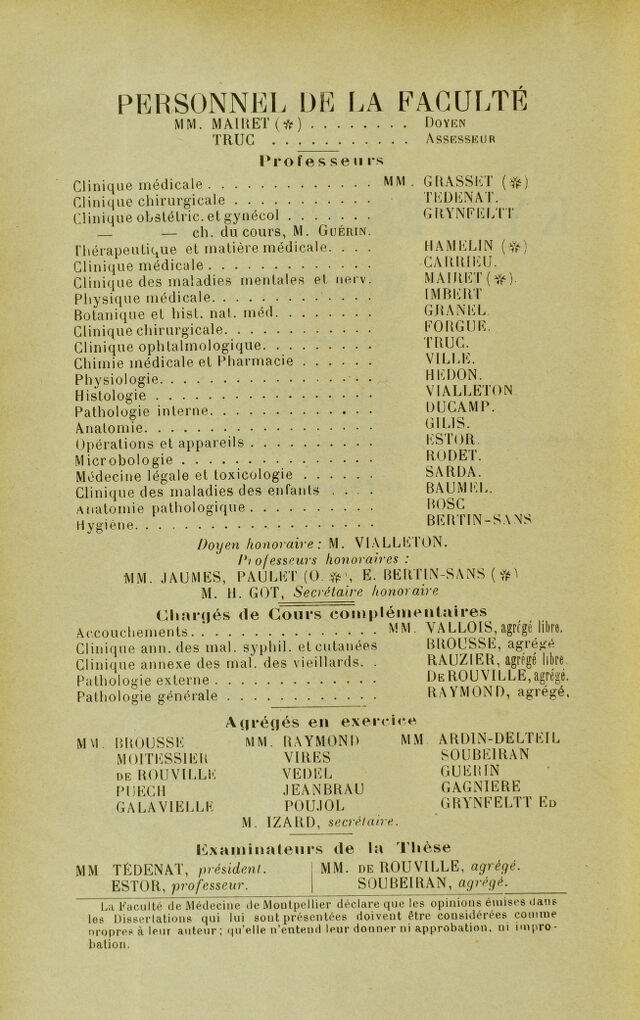 PERSONNEL DE LA FACULTÉ
MM. MAIRET (✻) . . . . . . . . DOYEN
TRUC . . . . . . . . . . . ASSESSEUR
Professeurs
Clinique médicale . . . . . . . . . . . . MM. GRASSET (✻)
Clinique chirurgicale . . . . . . . . . . . TEDENAT.
Clinique obstétric. et gynécol . . . . . . . GRYNFELTT
— — ch. du cours, M. GUÉRIN.
Thérapeutique et matière médicale. . . . HAMELIN (✻)
Clinique médicale . . . . . . . . . . . . CARRIEU.
Clinique des maladies mentales et nerv. MAIRET (✻).
Physique médicale. . . . . . . . . . . . IMBERT
Botanique et hist. nat. méd. . . . . . . . GRANEL.
Clinique chirurgicale. . . . . . . . . . . FORGUE.
Clinique ophtalmologique. . . . . . . . . TRUC.
Chimie médicale et Pharmacie . . . . . . VILLE.
Physiologie. . . . . . . . . . . . . . . HEDON.
Histologie . . . . . . . . . . . . . . . VIALLETON
Pathologie interne. . . . . . . . . . . . DUCAMP.
Anatomie. . . . . . . . . . . . . . . . GILIS.
Opérations et appareils . . . . . . . . . ESTOR.
Microbologie . . . . . . . . . . . . . . RODET.
Médecine légale et toxicologie . . . . . . SARDA.
Clinique des maladies des enfants . . . . BAUMEL.
Anatomie pathologique . . . . . . . . . . BOSC
Hygiène. . . . . . . . . . . . . . . . . BERTIN-SANS
Doyen honoraire: M. VIALLETON.
Professeurs honoraires :
MM. JAUMES, PAULET (O. ✻), E. BERTIN-SANS (✻)
M. H. GOT, Secrétaire honoraire
Chargés de Cours complémentaires
Accouchements. . . . . . . . . . . . . MM. VALLOIS, agrégé libre.
Clinique ann. des mal. syphil. et cutanées BROUSSE, agrégé
Clinique annexe des mal. des vieillards. . RAUZIER, agrégé libre.
Pathologie externe . . . . . . . . . . . DE ROUVILLE, agrégé.
Pathologie générale . . . . . . . . . . . RAYMOND, agrégé.
Agrégés en exercice
MM. BROUSSE MM. RAYMOND MM. ARDIN-DELTEIL
MOITESSIER VIRES SOUBEIRAN
DE ROUVILLE VEDEL GUERIN
PUECH JEANBRAU GAGNIERE
GALAVIELLE POUJOL GRYNFELTT ED
M. IZARD, secrétaire.
Examinateurs de la Thèse
MM TÉDENAT, président. MM. DE ROUVILLE, agrégé.
ESTOR, professeur. SOUBEIRAN, agrégé.
La Faculté de Médecine de Montpellier déclare que les opinions émises dans
les Dissertations qui lui sont présentées doivent être considérées comme
propres à leur auteur; qu'elle n'entend leur donner ni approbation, ni impro-
bation.